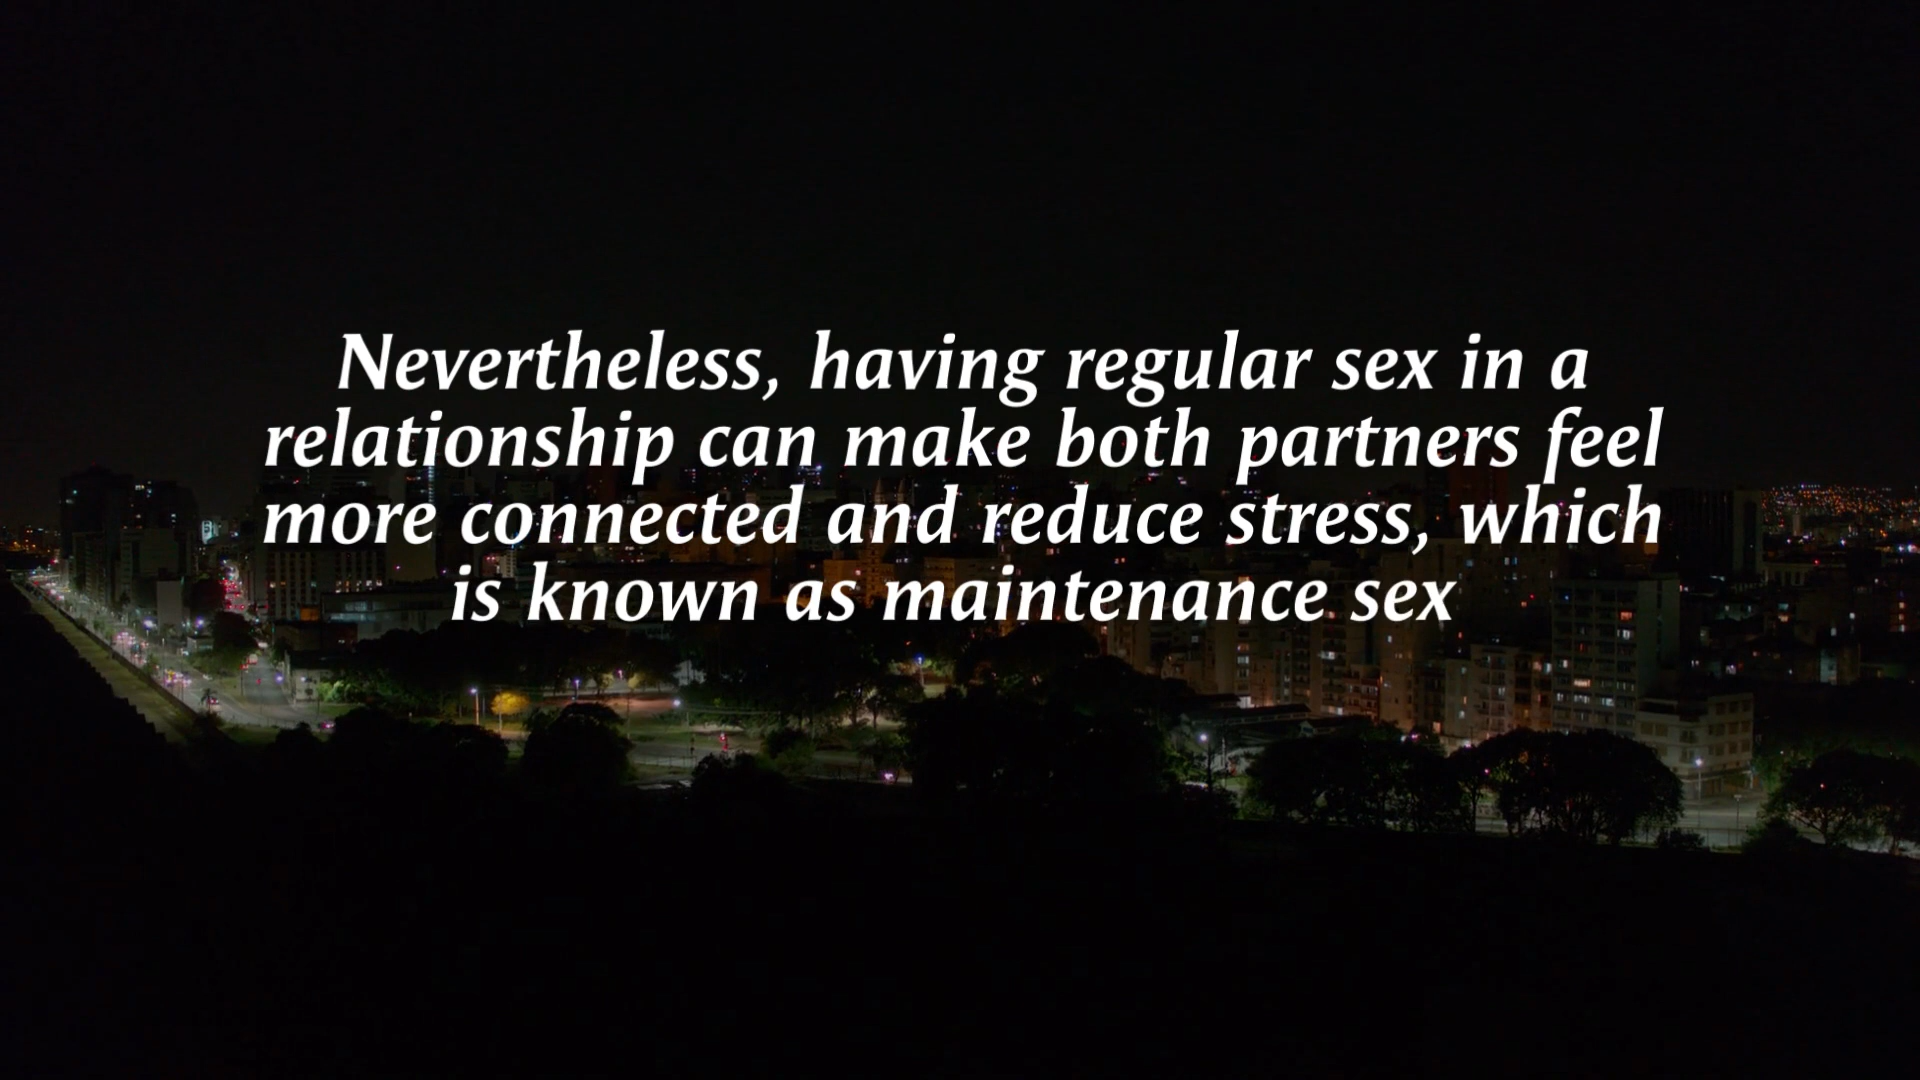 Nevertheless, having regular sex in a
relationship can make both partners feel
more connected and reduce stress, which
is known as maintenance sex